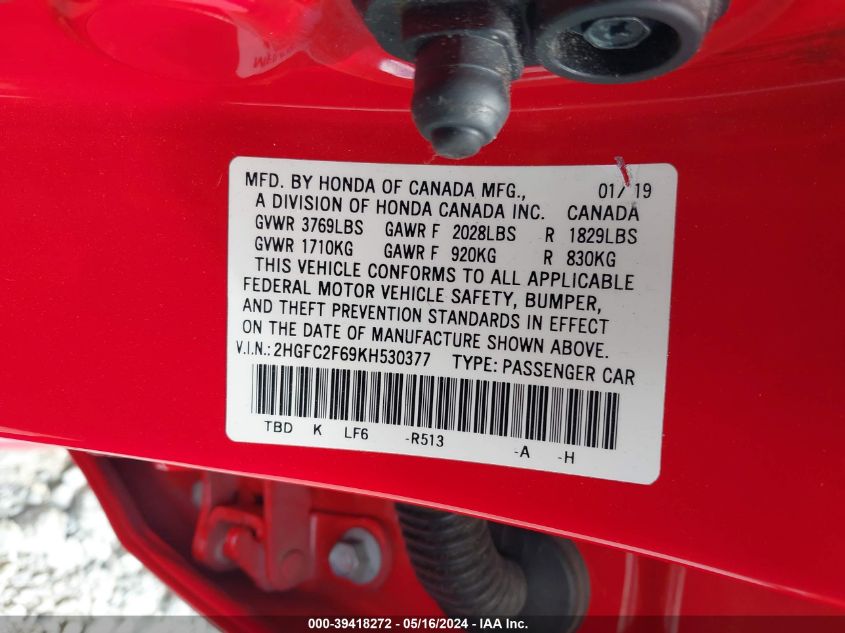 MFD. BY HONDA OF CANADA MFG., 01/19
A DIVISION OF HONDA CANADA INC. CANADA
GVWR 3769LBS GAWR F 2028LBS R 1829LBS
GVWR 1710KG GAWR F 920KG R 830KG
THIS VEHICLE CONFORMS TO ALL APPLICABLE
FEDERAL MOTOR VEHICLE SAFETY, BUMPER,
AND THEFT PREVENTION STANDARDS IN EFFECT
ON THE DATE OF MANUFACTURE SHOWN ABOVE.
V.I.N.: 2HGFC2F69KH530377 TYPE: PASSENGER CAR
TBD K LF6 -R513 -A -H
000-39418272 - 05/16/2024 - IAA Inc.